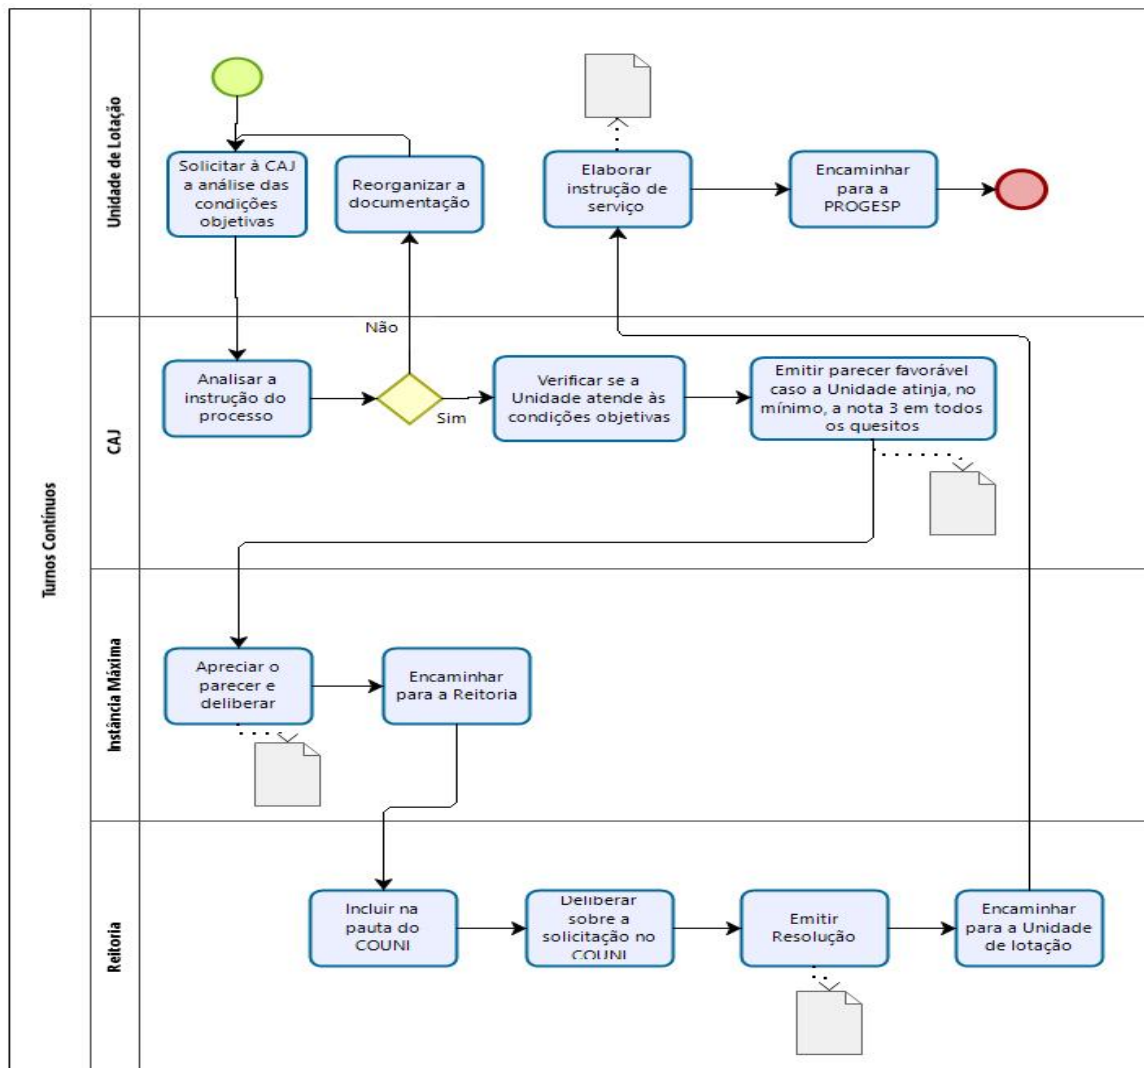 Turnos Contínuos
Unidade de Lotação
Solicitar à CAJ
a análise das
condições
objetivas
Reorganizar a
documentação
Elaborar
instrução de
serviço
Encaminhar
para a
PROGESP
CAJ
Não
Analisar a
instrução do
processo
Sim
Verificar se a
Unidade atende às
condições objetivas
Emitir parecer favorável
caso a Unidade atinja, no
mínimo, a nota 3 em todos
os quesitos
Instância Máxima
Apreciar o
parecer e
deliberar
Encaminhar
para a Reitoria
Reitoria
Incluir na
pauta do
COUNI
Deliberar
sobre a
solicitação no
COUNI
Emitir
Resolução
Encaminhar
para a Unidade
de lotação